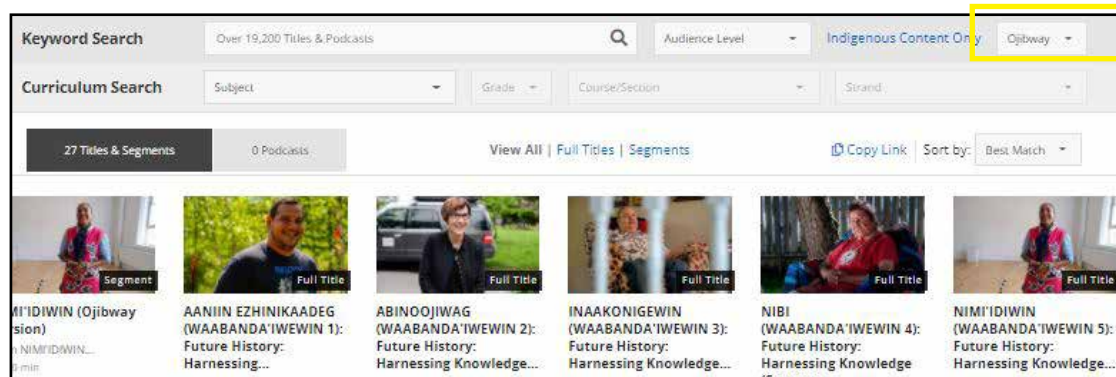 Keyword Search Over 19,200 Titles & Podcasts Audience Level Indigenous Content Only Ojibway
Curriculum Search Subject Grade Course/Section Strand
27 Titles & Segments 0 Podcasts View All | Full Titles | Segments Copy Link Sort by: Best Match
Segment Full Title Full Title Full Title Full Title Full Title
MI'IDIWIN (Ojibway
sion)
NIMI'IDIWIN...
min
AANIIN EZHINIKAADEG
(WAABANDA'IWEWIN 1):
Future History:
Harnessing...
ABINOOJIWAG
(WAABANDA'IWEWIN 2):
Future History:
Harnessing Knowledge...
INAAKONIGEWIN
(WAABANDA'IWEWIN 3):
Future History:
Harnessing Knowledge...
NIBI
(WAABANDA'IWEWIN 4):
Future History:
Harnessing Knowledge
NIMI'IDIWIN
(WAABANDA'IWEWIN 5):
Future History:
Harnessing Knowledge...